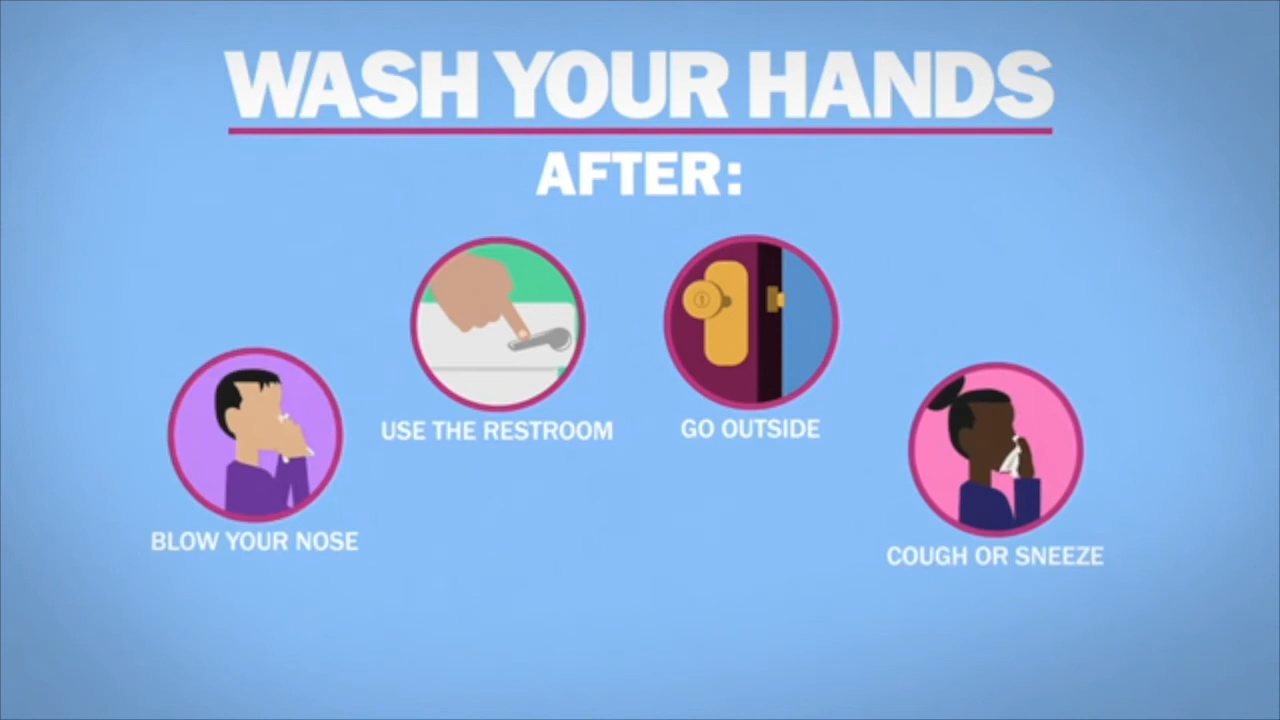 WASH YOUR HANDS
AFTER:
BLOW YOUR NOSE
USE THE RESTROOM
GO OUTSIDE
COUGH OR SNEEZE